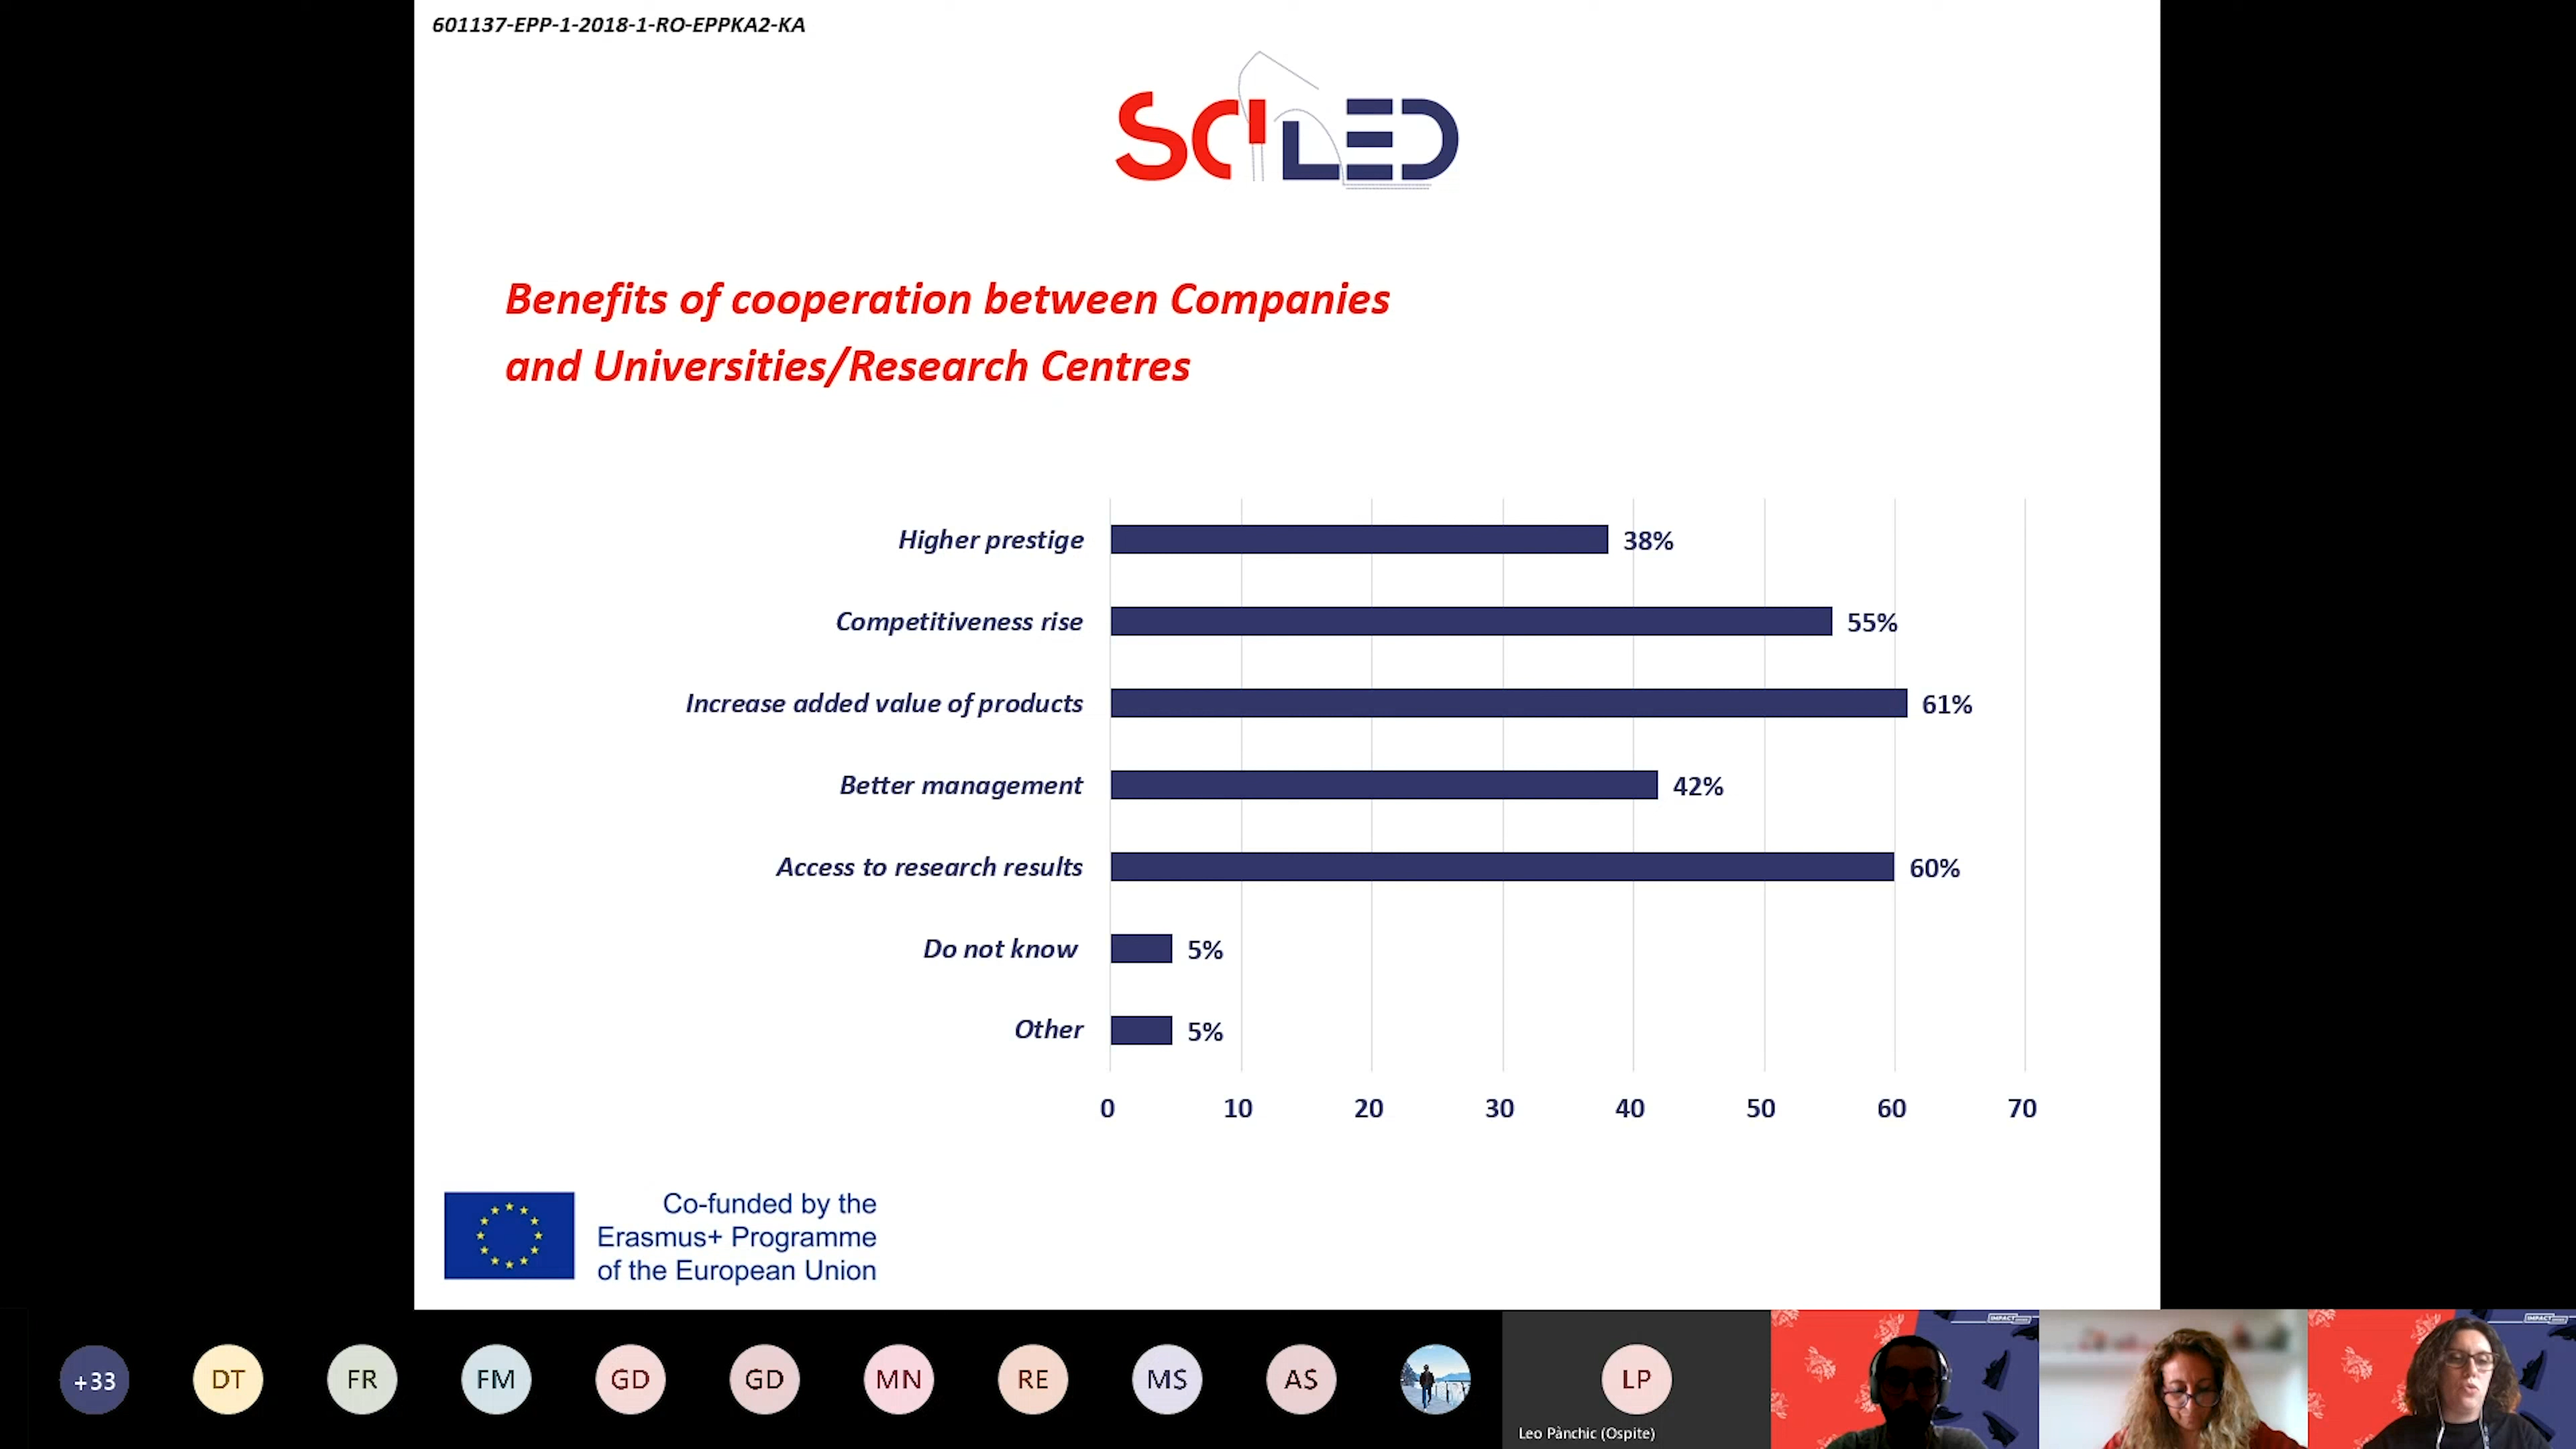 601137-EPP-1-2018-1-RO-EPPKA2-KA
SCILED
Benefits of cooperation between Companies
and Universities/Research Centres
Higher prestige 38%
Competitiveness rise 55%
Increase added value of products 61%
Better management 42%
Access to research results 60%
Do not know 5%
Other 5%
0 10 20 30 40 50 60 70
Co-funded by the
Erasmus+ Programme
of the European Union
+33 DT FR FM GD GD MN RE MS AS LP
Leo Pànchic (Ospite)
IMPACT
IMPACT